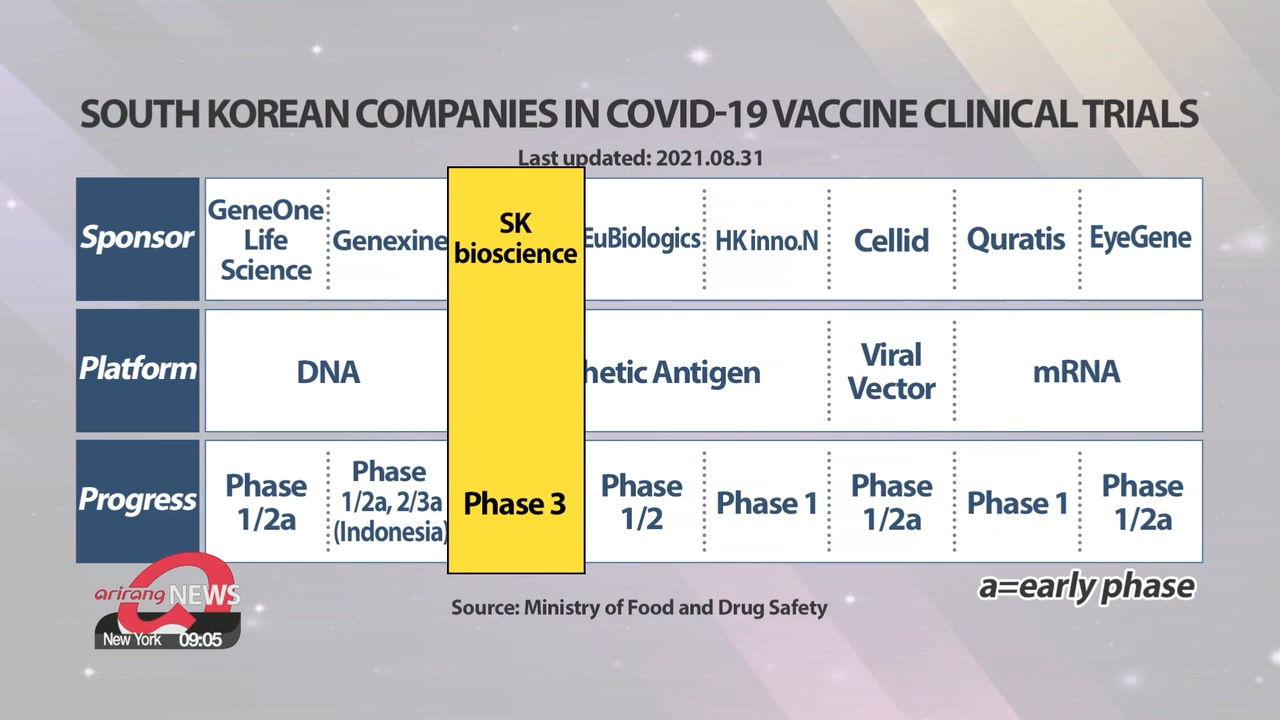 SOUTH KOREAN COMPANIES IN COVID-19 VACCINE CLINICAL TRIALS
Last updated: 2021.08.31
Sponsor
GeneOne
Life
Science
Genexine
SK
bioscience
EuBiologics
HK inno.N
Cellid
Quratis
EyeGene
Platform
DNA
hetic Antigen
Viral
Vector
mRNA
Progress
Phase
1/2a
Phase
1/2a, 2/3a
(Indonesia)
Phase 3
Phase
1/2
Phase 1
Phase
1/2a
Phase 1
Phase
1/2a
a=early phase
Source: Ministry of Food and Drug Safety
arirang NEWS
New York 09:05